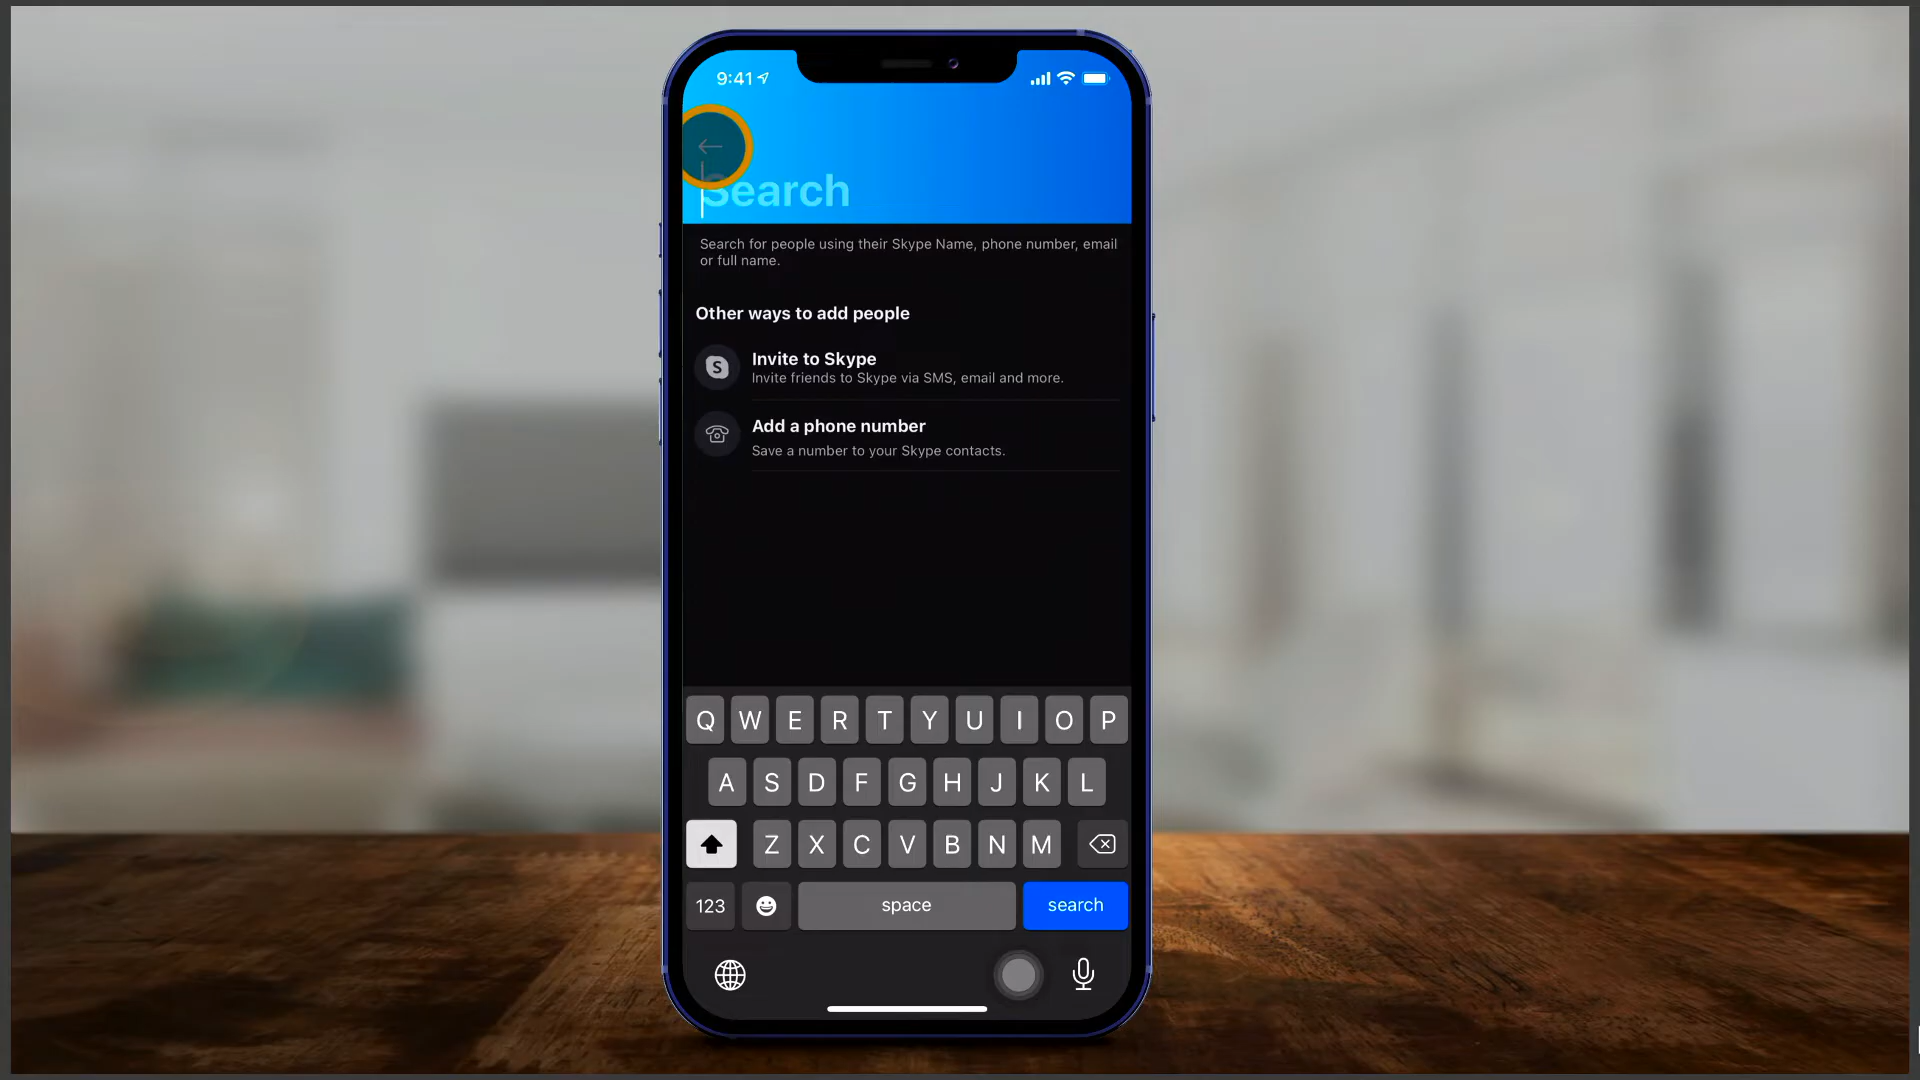 9:41
Search
Search for people using their Skype Name, phone number, email
or full name.
Other ways to add people
S
Invite to Skype
Invite friends to Skype via SMS, email and more.
Add a phone number
Save a number to your Skype contacts.
Q W E R T Y U I O P
A S D F G H J K L
Z X C V B N M
123 space search